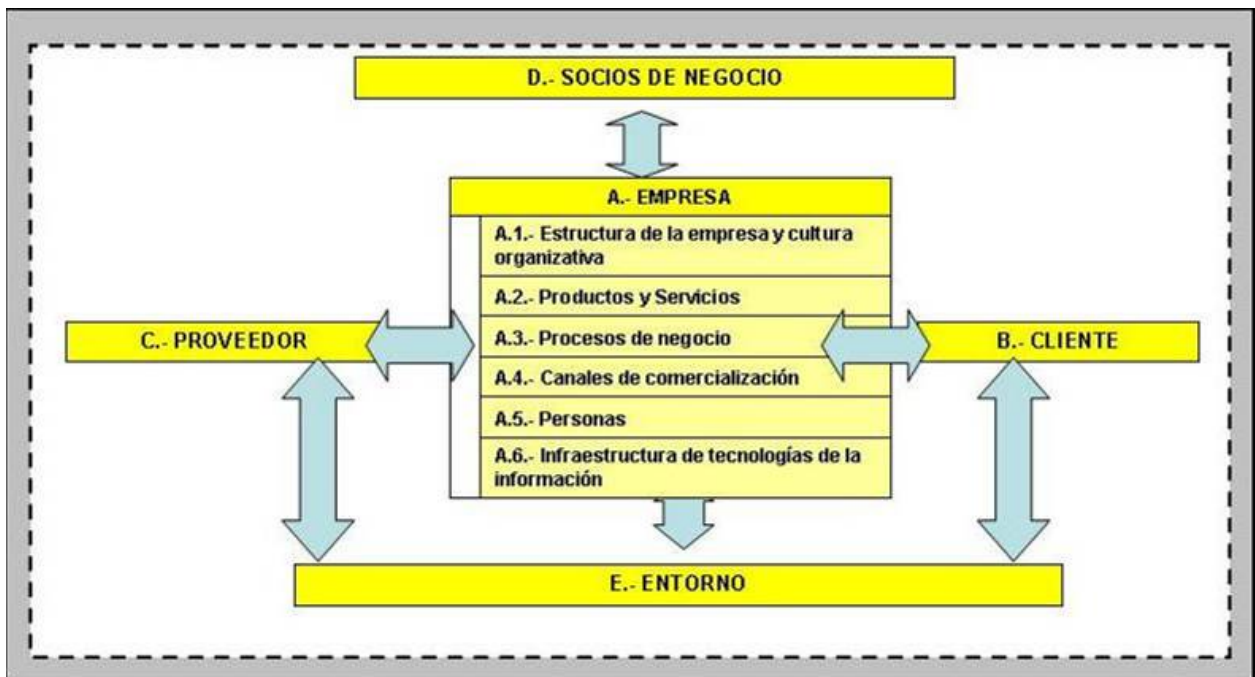 D.- SOCIOS DE NEGOCIO
A.- EMPRESA
A.1.- Estructura de la empresa y cultura
organizativa
A.2.- Productos y Servicios
C.- PROVEEDOR
A.3.- Procesos de negocio
B.- CLIENTE
A.4.- Canales de comercialización
A.5.- Personas
A.6.- Infraestructura de tecnologías de la
información
E.- ENTORNO